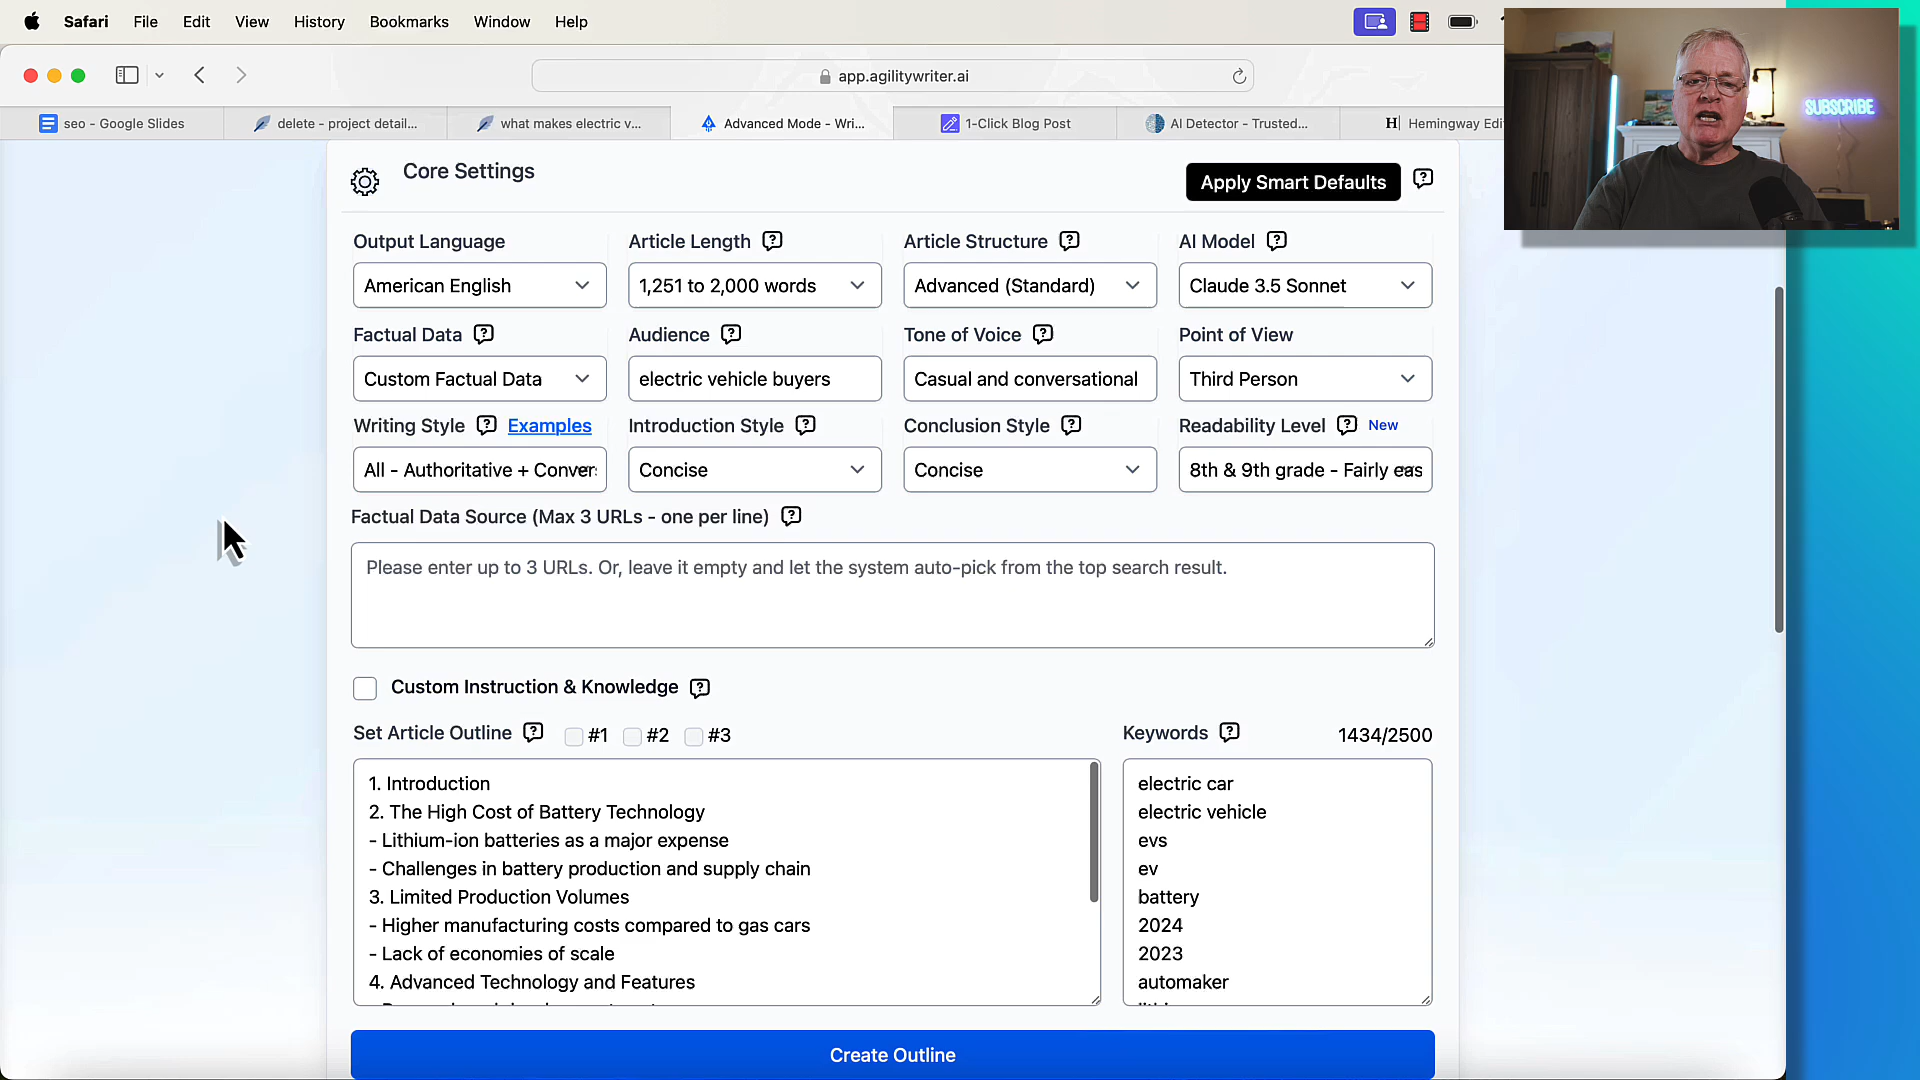 Safari File Edit View History Bookmarks Window Help
app.agilitywriter.ai
seo - Google Slides
delete - project detail...
what makes electric v...
Advanced Mode - Wri...
1-Click Blog Post
AI Detector - Trusted...
H Hemingway Edi
SUBSCRIBE
Core Settings
Apply Smart Defaults
Output Language Article Length Article Structure AI Model
American English 1,251 to 2,000 words Advanced (Standard) Claude 3.5 Sonnet
Factual Data Audience Tone of Voice Point of View
Custom Factual Data electric vehicle buyers Casual and conversational Third Person
Writing Style Examples Introduction Style Conclusion Style Readability Level New
All - Authoritative + Conver Concise Concise 8th & 9th grade - Fairly eas
Factual Data Source (Max 3 URLs - one per line)
Please enter up to 3 URLs. Or, leave it empty and let the system auto-pick from the top search result.
Custom Instruction & Knowledge
Set Article Outline #1 #2 #3
1. Introduction
2. The High Cost of Battery Technology
- Lithium-ion batteries as a major expense
- Challenges in battery production and supply chain
3. Limited Production Volumes
- Higher manufacturing costs compared to gas cars
- Lack of economies of scale
4. Advanced Technology and Features
Keywords 1434/2500
electric car
electric vehicle
evs
ev
battery
2024
2023
automaker
Create Outline